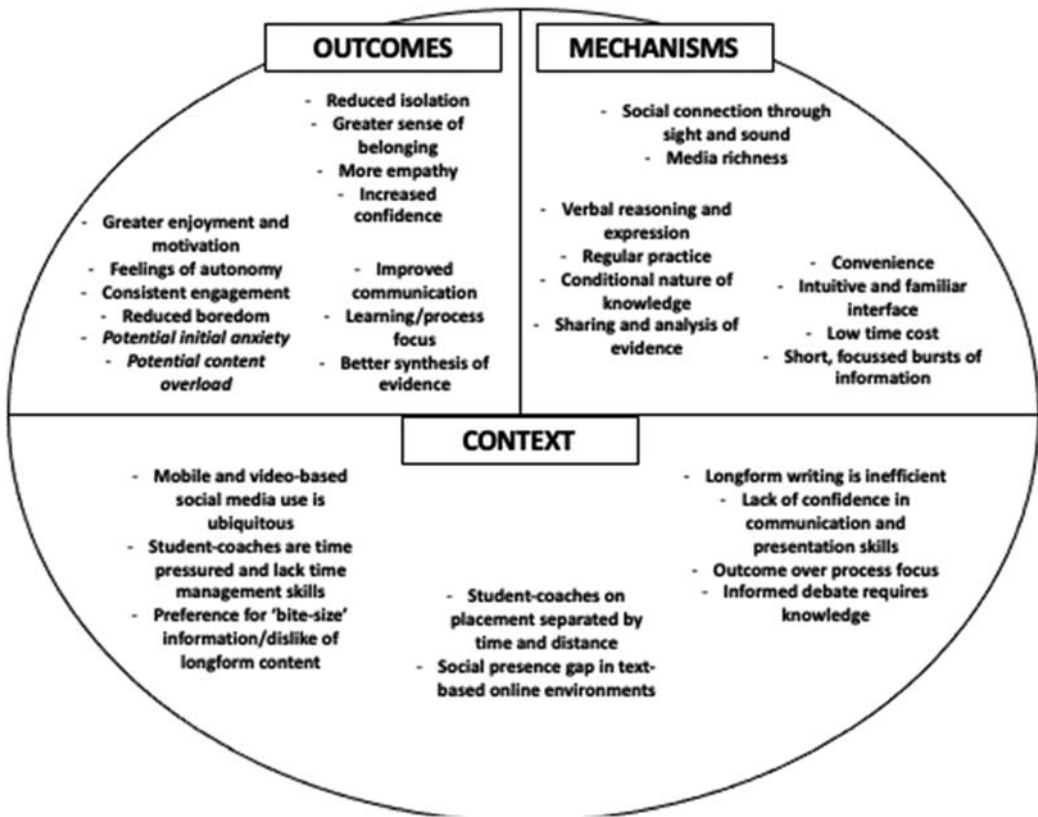 OUTCOMES
- Reduced isolation
- Greater sense of
belonging
- More empathy
- Increased
confidence
- Greater enjoyment and
motivation
- Feelings of autonomy
- Consistent engagement
- Reduced boredom
- Potential initial anxiety
- Potential content
overload
- Improved
communication
- Learning/process
focus
- Better synthesis of
evidence
MECHANISMS
- Social connection through
sight and sound
- Media richness
- Verbal reasoning and
expression
- Regular practice
- Conditional nature of
knowledge
- Sharing and analysis of
evidence
- Convenience
- Intuitive and familiar
interface
- Low time cost
- Short, focussed bursts of
information
CONTEXT
- Mobile and video-based
social media use is
ubiquitous
- Student-coaches are time
pressured and lack time
management skills
- Preference for ‘bite-size’
information/dislike of
longform content
- Student-coaches on
placement separated by
time and distance
- Social presence gap in text-
based online environments
- Longform writing is inefficient
- Lack of confidence in
communication and
presentation skills
- Outcome over process focus
- Informed debate requires
knowledge